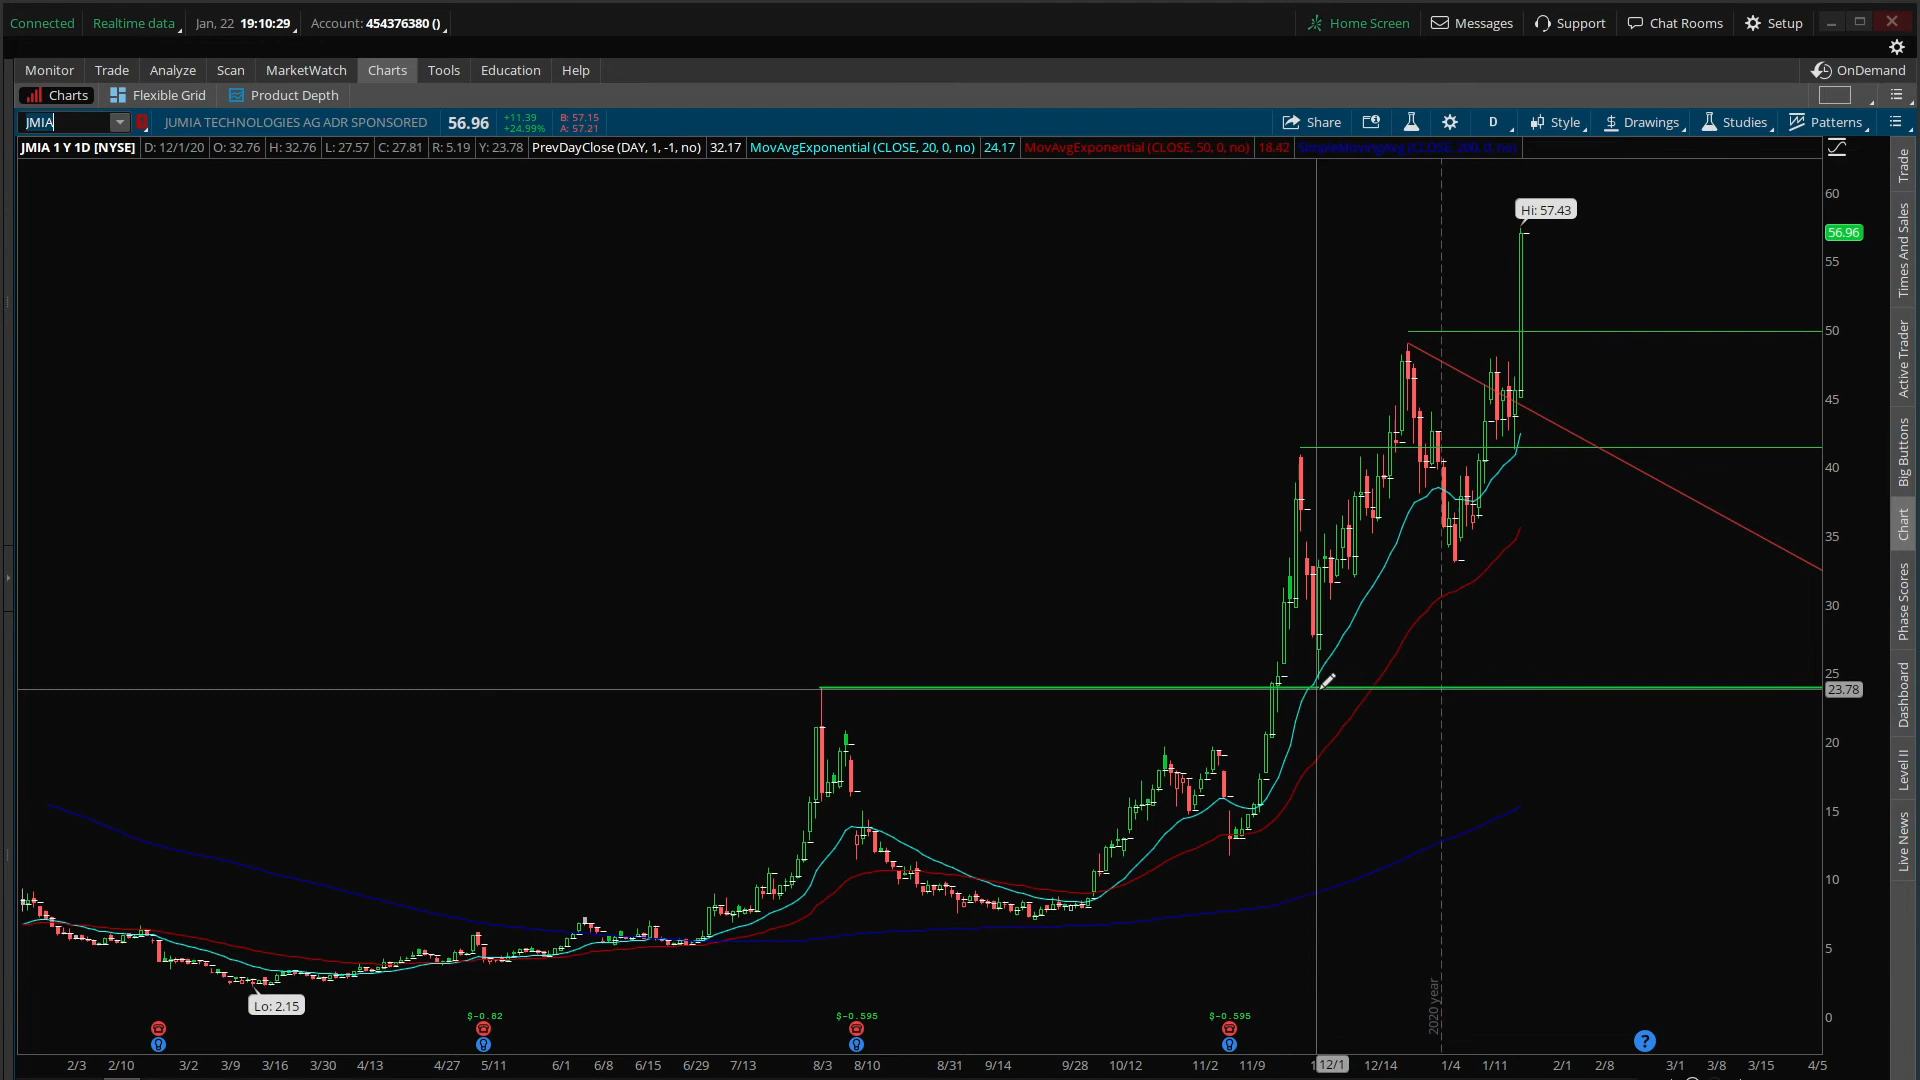 Connected Realtime data Jan, 22 19:10:29 Account: 454376380 () Home Screen Messages Support Chat Rooms Setup
Monitor Trade Analyze Scan MarketWatch Charts Tools Education Help OnDemand
Charts Flexible Grid Product Depth
JMIA JUMIA TECHNOLOGIES AG ADR SPONSORED 56.96 +11.39 B: 57.15 Share D Style Drawings Studies Patterns
+24.99% A: 57.21
JMIA 1 Y 1D [NYSE] D: 12/1/20 O: 32.76 H: 32.76 L: 27.57 C: 27.81 R: 5.19 Y: 23.78 PrevDayClose (DAY, 1, -1, no) 32.17 MovAvgExponential (CLOSE, 20, 0, no) 24.17 MovAvgExponential (CLOSE, 50, 0, no) 18.42 SimpleMovingAvg (CLOSE, 200, 0, no)
60
Hi: 57.43
56.96
55
50
45
40
35
30
25
23.78
20
15
10
5
Lo: 2.15
0
$-0.82 $-0.595 $-0.595
2020 year
2/3 2/10 3/2 3/9 3/16 3/30 4/13 4/27 5/11 6/1 6/8 6/15 6/29 7/13 8/3 8/10 8/31 9/14 9/28 10/12 11/2 11/9 12/1 12/14 1/4 1/11 2/1 2/8 3/1 3/8 3/15 4/5
Trade
Times And Sales
Active Trader
Big Buttons
Chart
Phase Scores
Dashboard
Level II
Live News